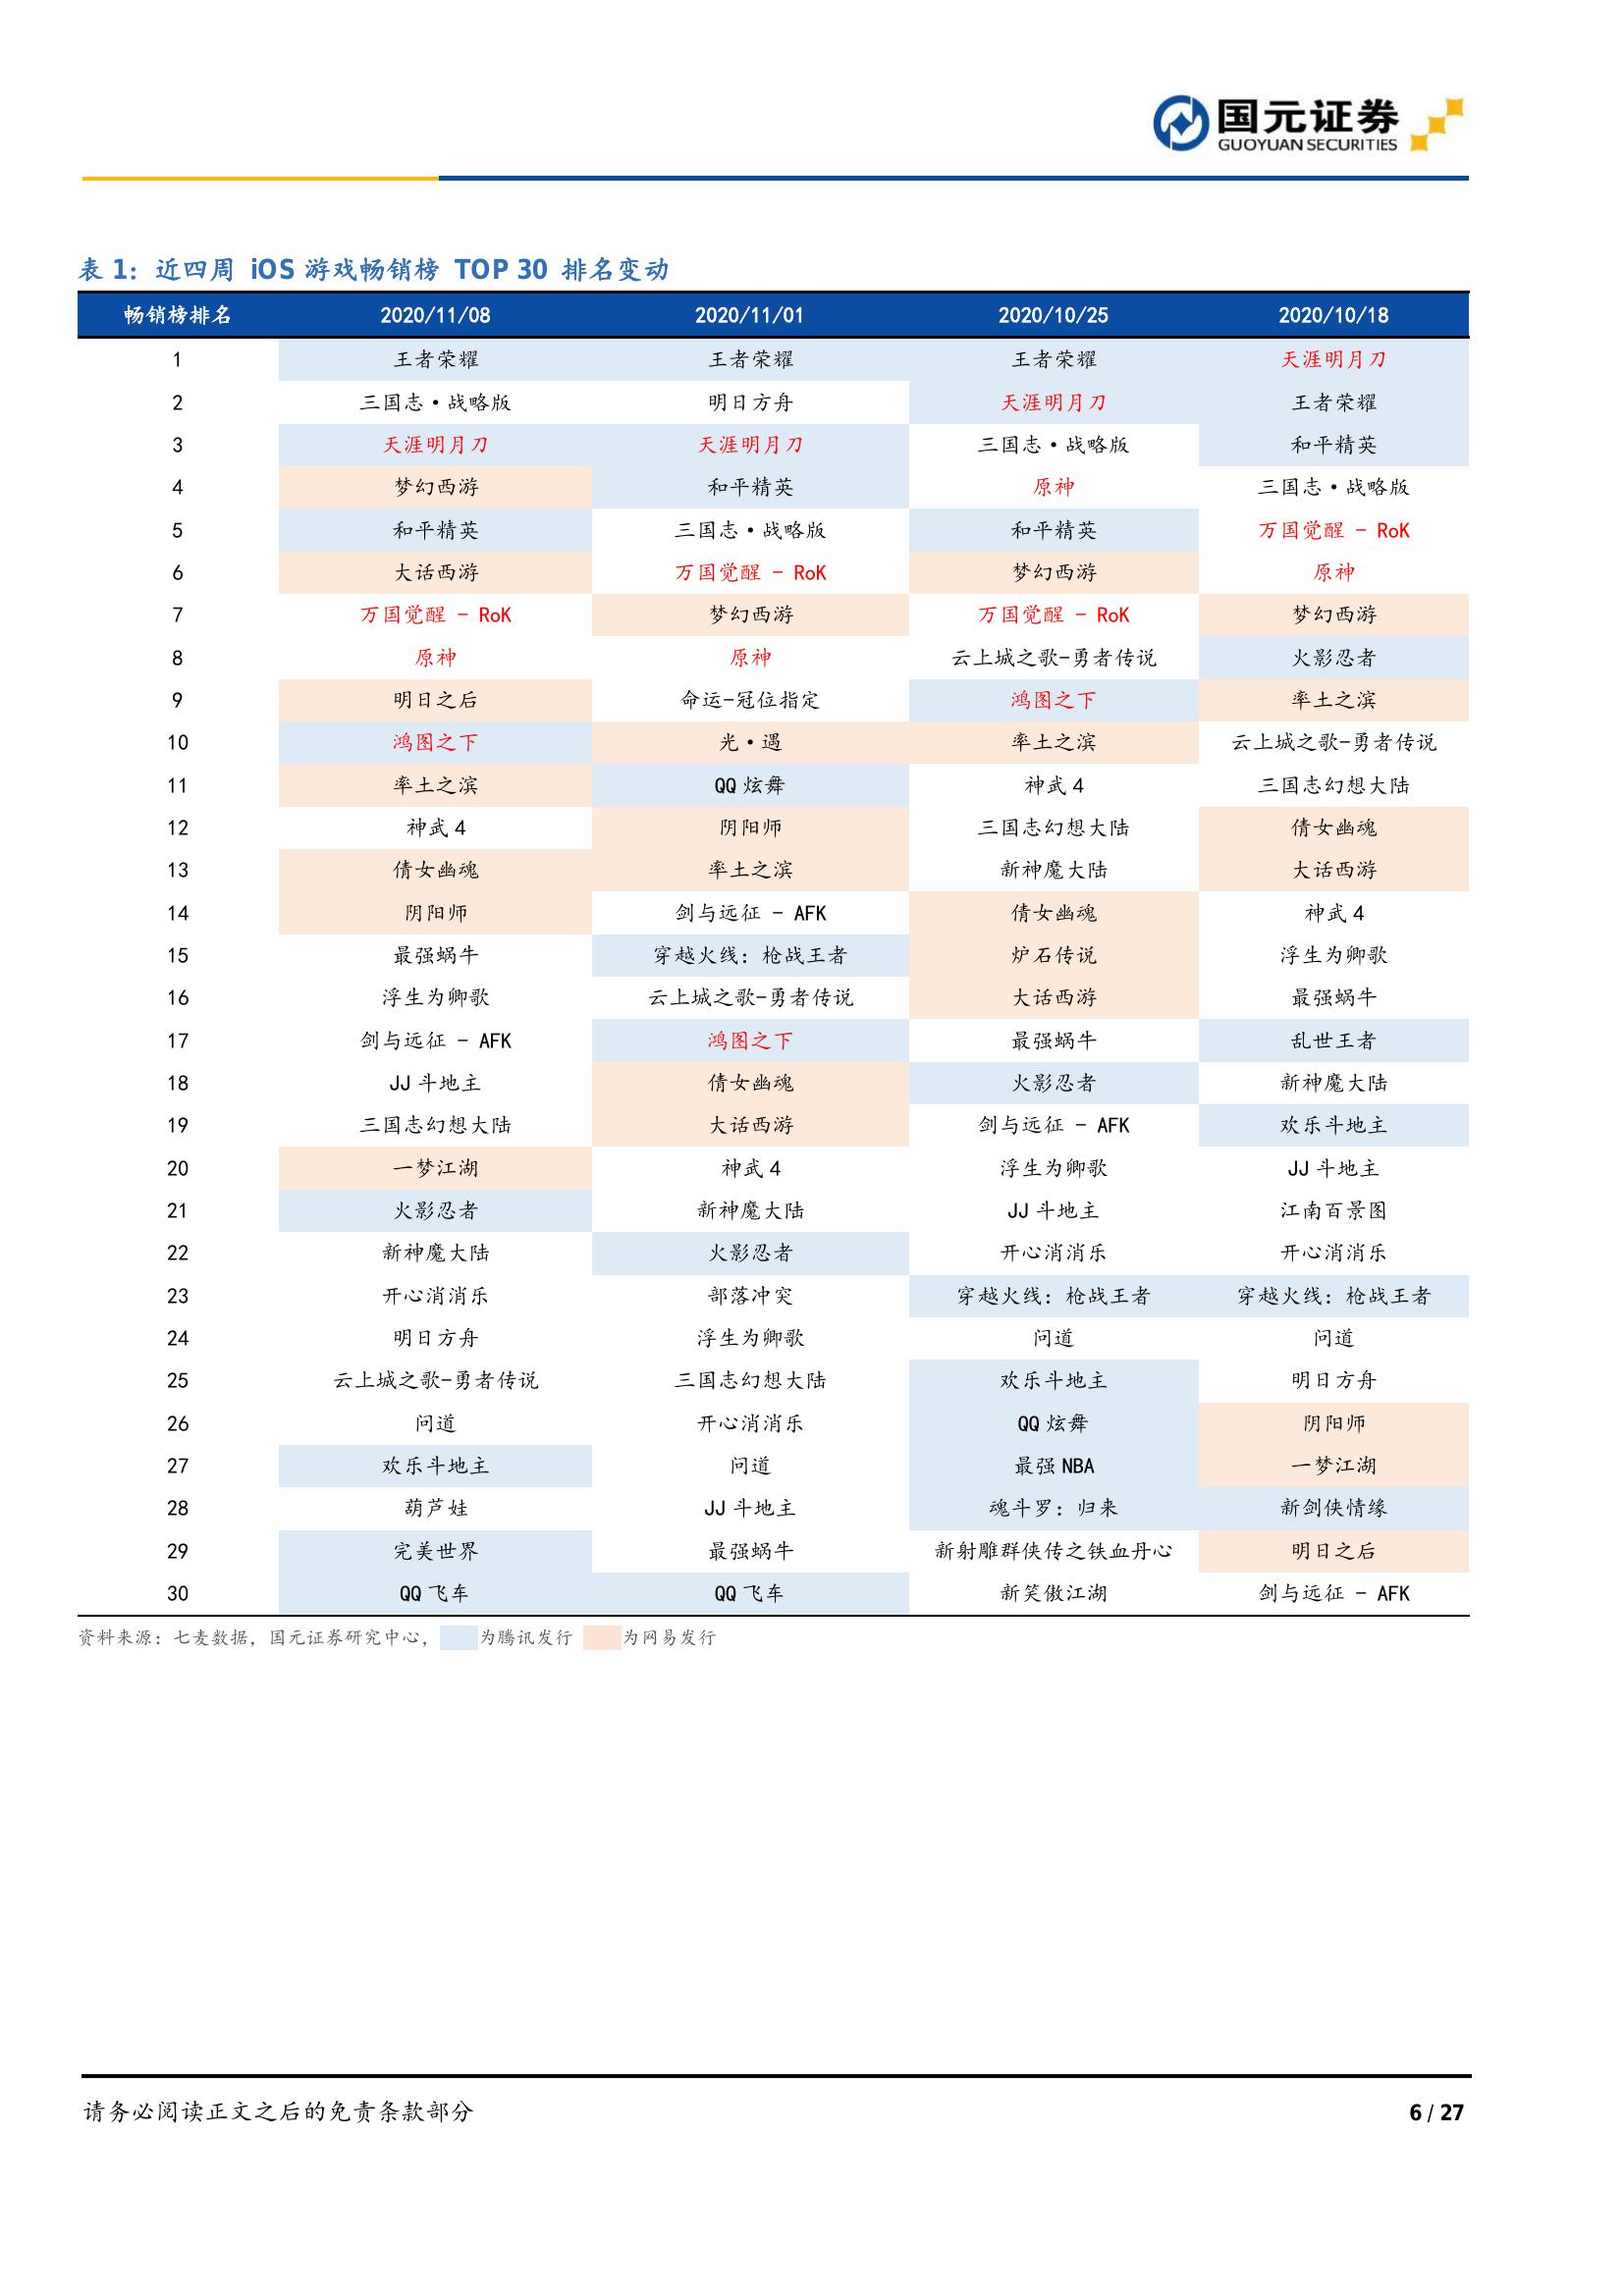 国元证券
GUOYUAN SECURITIES
表 1：近四周 iOS 游戏畅销榜 TOP 30 排名变动
畅销榜排名 2020/11/08 2020/11/01 2020/10/25 2020/10/18
1 王者荣耀 王者荣耀 王者荣耀 天涯明月刀
2 三国志·战略版 明日方舟 天涯明月刀 王者荣耀
3 天涯明月刀 天涯明月刀 三国志·战略版 和平精英
4 梦幻西游 和平精英 原神 三国志·战略版
5 和平精英 三国志·战略版 和平精英 万国觉醒 - RoK
6 大话西游 万国觉醒 - RoK 梦幻西游 原神
7 万国觉醒 - RoK 梦幻西游 万国觉醒 - RoK 梦幻西游
8 原神 原神 云上城之歌-勇者传说 火影忍者
9 明日之后 命运-冠位指定 鸿图之下 率土之滨
10 鸿图之下 光·遇 率土之滨 云上城之歌-勇者传说
11 率土之滨 QQ 炫舞 神武 4 三国志幻想大陆
12 神武 4 阴阳师 三国志幻想大陆 倩女幽魂
13 倩女幽魂 率土之滨 新神魔大陆 大话西游
14 阴阳师 剑与远征 - AFK 倩女幽魂 神武 4
15 最强蜗牛 穿越火线：枪战王者 炉石传说 浮生为卿歌
16 浮生为卿歌 云上城之歌-勇者传说 大话西游 最强蜗牛
17 剑与远征 - AFK 鸿图之下 最强蜗牛 乱世王者
18 JJ 斗地主 倩女幽魂 火影忍者 新神魔大陆
19 三国志幻想大陆 大话西游 剑与远征 - AFK 欢乐斗地主
20 一梦江湖 神武 4 浮生为卿歌 JJ 斗地主
21 火影忍者 新神魔大陆 JJ 斗地主 江南百景图
22 新神魔大陆 火影忍者 开心消消乐 开心消消乐
23 开心消消乐 部落冲突 穿越火线：枪战王者 穿越火线：枪战王者
24 明日方舟 浮生为卿歌 问道 问道
25 云上城之歌-勇者传说 三国志幻想大陆 欢乐斗地主 明日方舟
26 问道 开心消消乐 QQ 炫舞 阴阳师
27 欢乐斗地主 问道 最强 NBA 一梦江湖
28 葫芦娃 JJ 斗地主 魂斗罗：归来 新剑侠情缘
29 完美世界 最强蜗牛 新射雕群侠传之铁血丹心 明日之后
30 QQ 飞车 QQ 飞车 新笑傲江湖 剑与远征 - AFK
资料来源：七麦数据，国元证券研究中心， 为腾讯发行 为网易发行
请务必阅读正文之后的免责条款部分 6 / 27